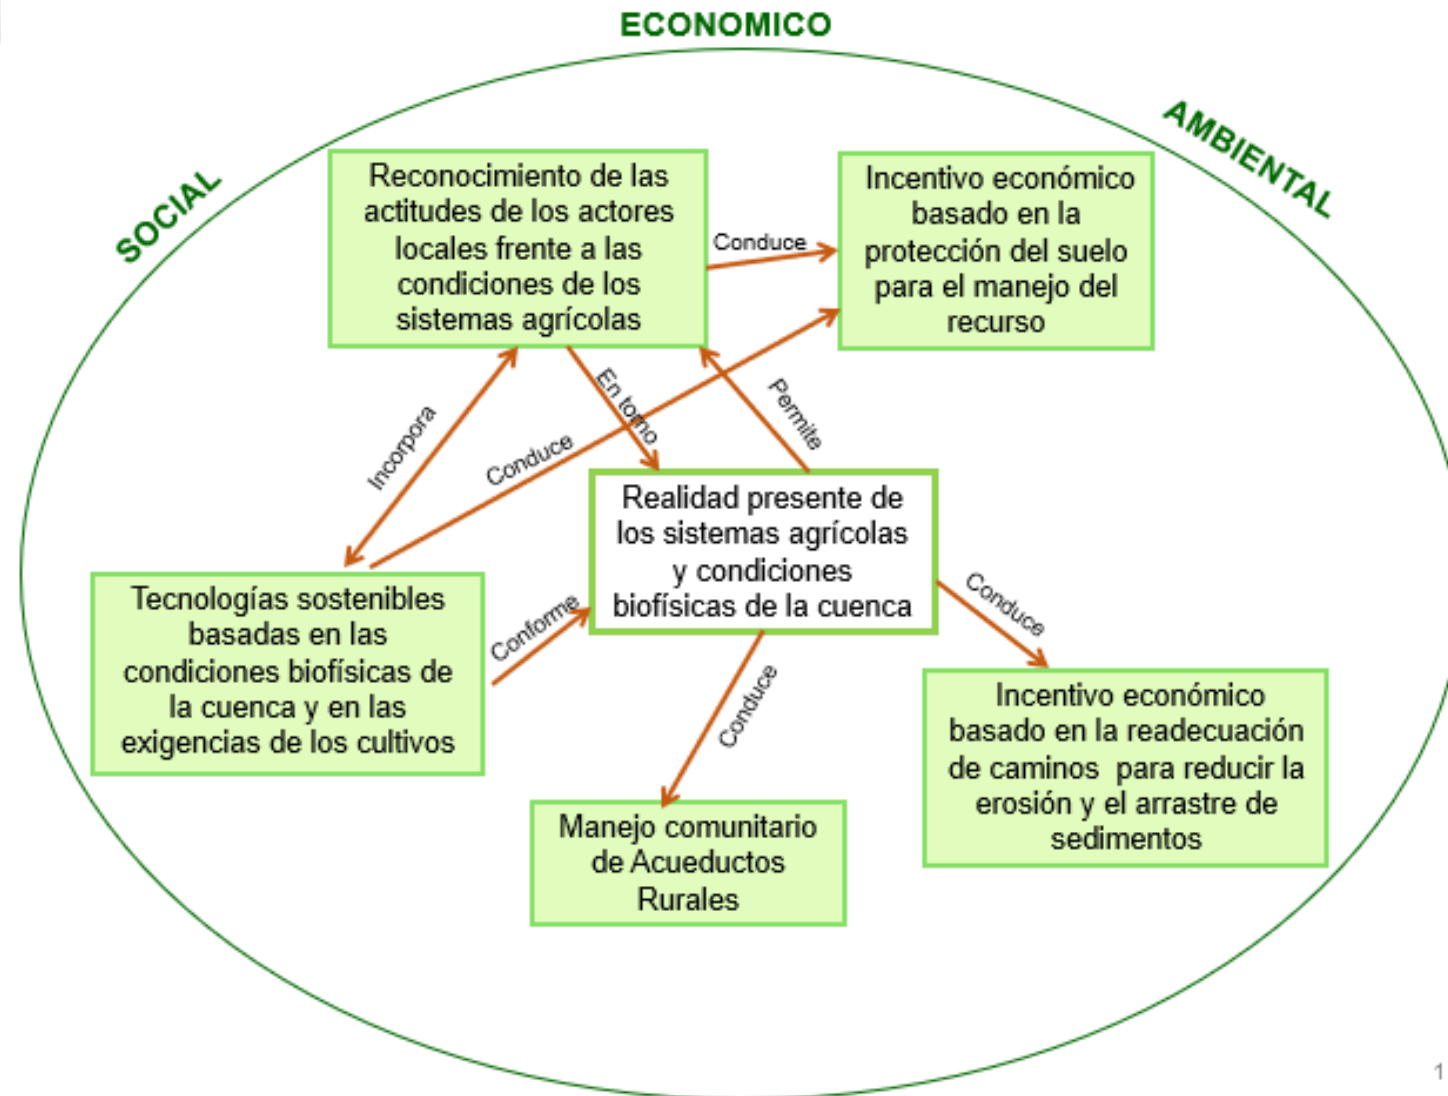 ECONOMICO
AMBIENTAL
SOCIAL
Reconocimiento de las
actitudes de los actores
locales frente a las
condiciones de los
sistemas agrícolas
Conduce
Incentivo económico
basado en la
protección del suelo
para el manejo del
recurso
Incorpora
Conduce
En torno
Permite
Realidad presente de
los sistemas agrícolas
y condiciones
biofísicas de la cuenca
Tecnologías sostenibles
basadas en las
condiciones biofísicas de
la cuenca y en las
exigencias de los cultivos
Conforme
Conduce
Conduce
Incentivo económico
basado en la readecuación
de caminos para reducir la
erosión y el arrastre de
sedimentos
Manejo comunitario
de Acueductos
Rurales
1